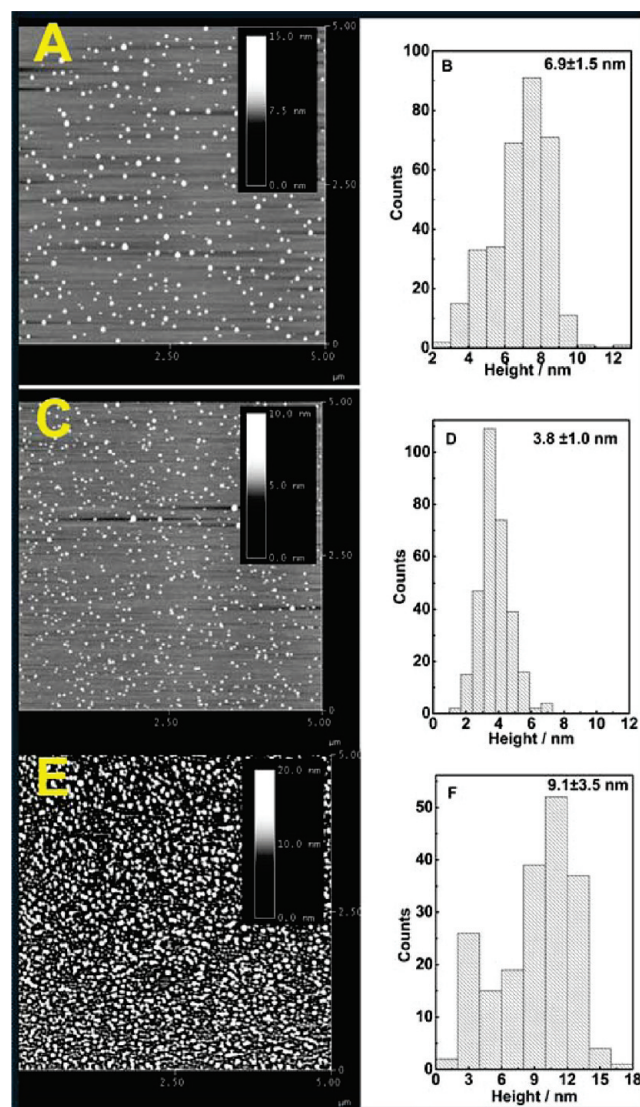 A
15.0 nm
7.5 nm
0.0 nm
5.00
2.50
0
2.50
5.00
μm
B
6.9±1.5 nm
100
80
60
40
20
0
Counts
2 4 6 8 10 12
Height / nm
C
10.0 nm
5.0 nm
0.0 nm
5.00
2.50
0
2.50
5.00
μm
D
3.8 ±1.0 nm
100
80
60
40
20
0
Counts
0 2 4 6 8 10 12
Height / nm
E
20.0 nm
10.0 nm
0.0 nm
5.00
2.50
0
2.50
5.00
μm
F
9.1±3.5 nm
50
40
30
20
10
0
Counts
0 3 6 9 12 15 18
Height / nm